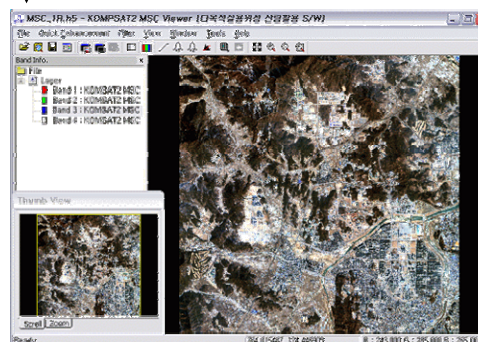 MSC_1R.h5 - KOMPSAT2 MSC Viewer (다목적실용위성 산림활용 S/W)
File Quick Enhancement Filter View Window Tools Help
Band Info. x
File
Layer
Band 1 : KOMPSAT2 MSC
Band 2 : KOMPSAT2 MSC
Band 3 : KOMPSAT2 MSC
Band 4 : KOMPSAT2 MSC
Thumb View
Scroll Zoom
Ready